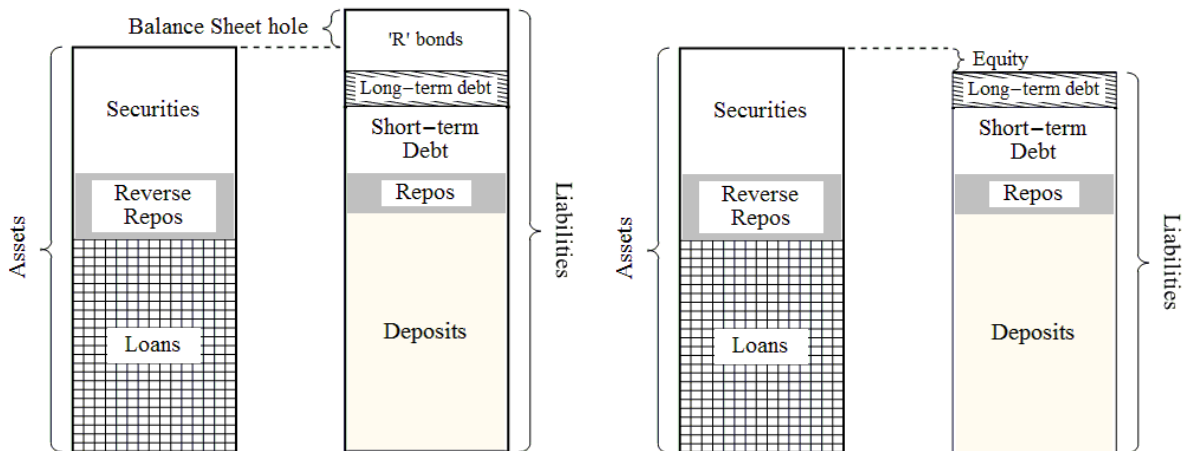 Balance Sheet hole
'R' bonds
Long-term debt
Securities
Short-term
Debt
Reverse
Repos
Repos
Assets
Liabilities
Loans
Deposits
Equity
Long-term debt
Securities
Short-term
Debt
Reverse
Repos
Repos
Assets
Liabilities
Loans
Deposits